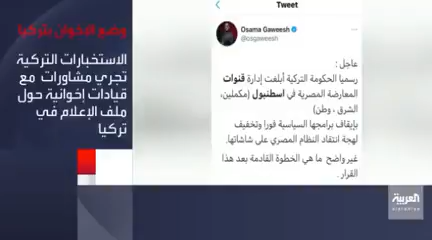 وضع الإخوان بتركيا
الاستخبارات التركية
تجري مشاورات مع
قيادات إخوانية حول
ملف الإعلام في
تركيا
Tweet
Osama Gaweesh
@osgaweesh
عاجل :
رسميا الحكومة التركية أبلغت إدارة قنوات
المعارضة المصرية في اسطنبول (مكملين،
الشرق ، وطن)
بإيقاف برامجها السياسية فورا وتخفيف
لهجة انتقاد النظام المصري على شاشاتها.
غير واضح ما هي الخطوة القادمة بعد هذا
القرار .
العربية
ALARABIYA